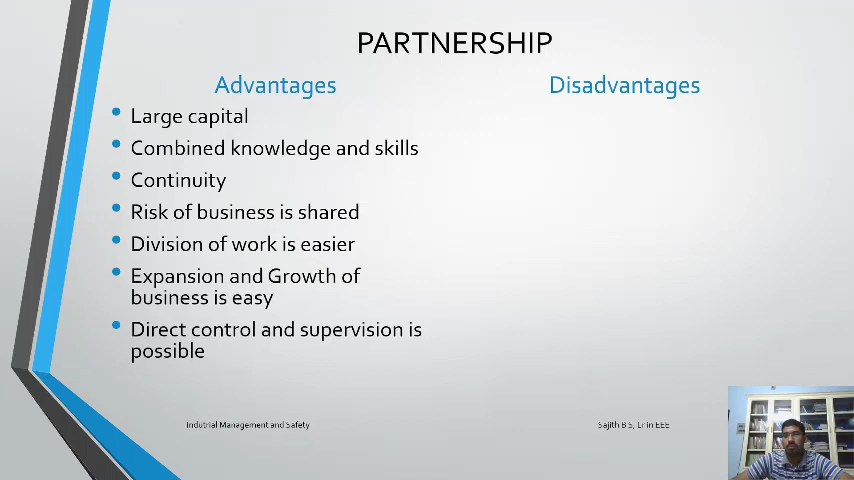 PARTNERSHIP
Advantages
Disadvantages
• Large capital
• Combined knowledge and skills
• Continuity
• Risk of business is shared
• Division of work is easier
• Expansion and Growth of
business is easy
• Direct control and supervision is
possible
Indutrial Management and Safety
Sajith B S, Lr in EEE